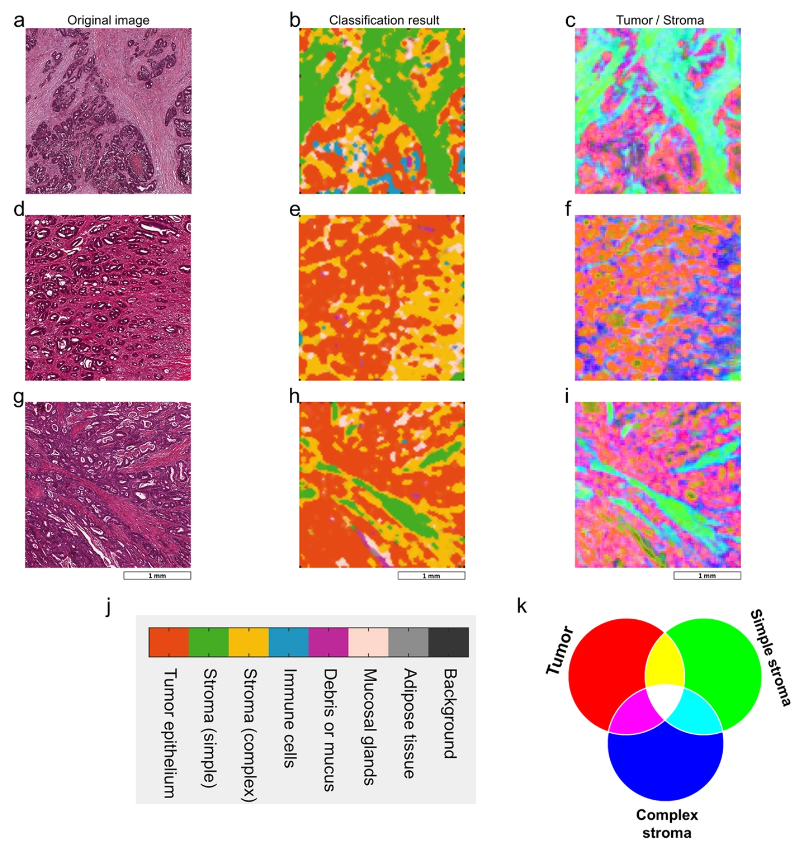 a Original image b Classification result c Tumor / Stroma
d e f
g h i
1 mm 1 mm 1 mm
j k
Tumor epithelium
Stroma (simple)
Stroma (complex)
Immune cells
Debris or mucus
Mucosal glands
Adipose tissue
Background
Tumor
Simple stroma
Complex
stroma